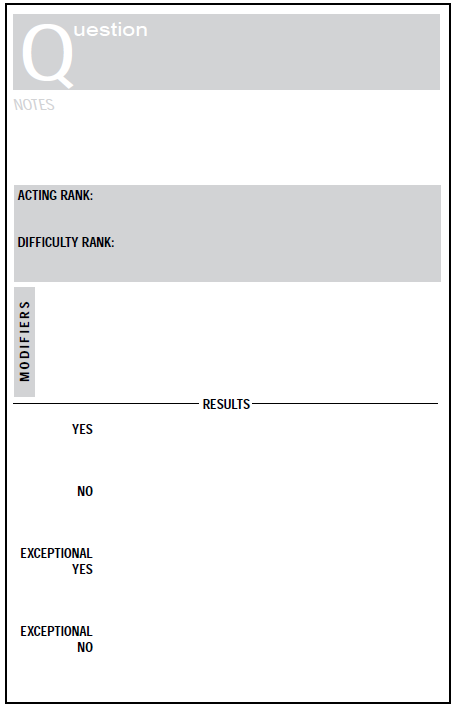 Question
NOTES
ACTING RANK:
DIFFICULTY RANK:
MODIFIERS
RESULTS
YES
NO
EXCEPTIONAL
YES
EXCEPTIONAL
NO